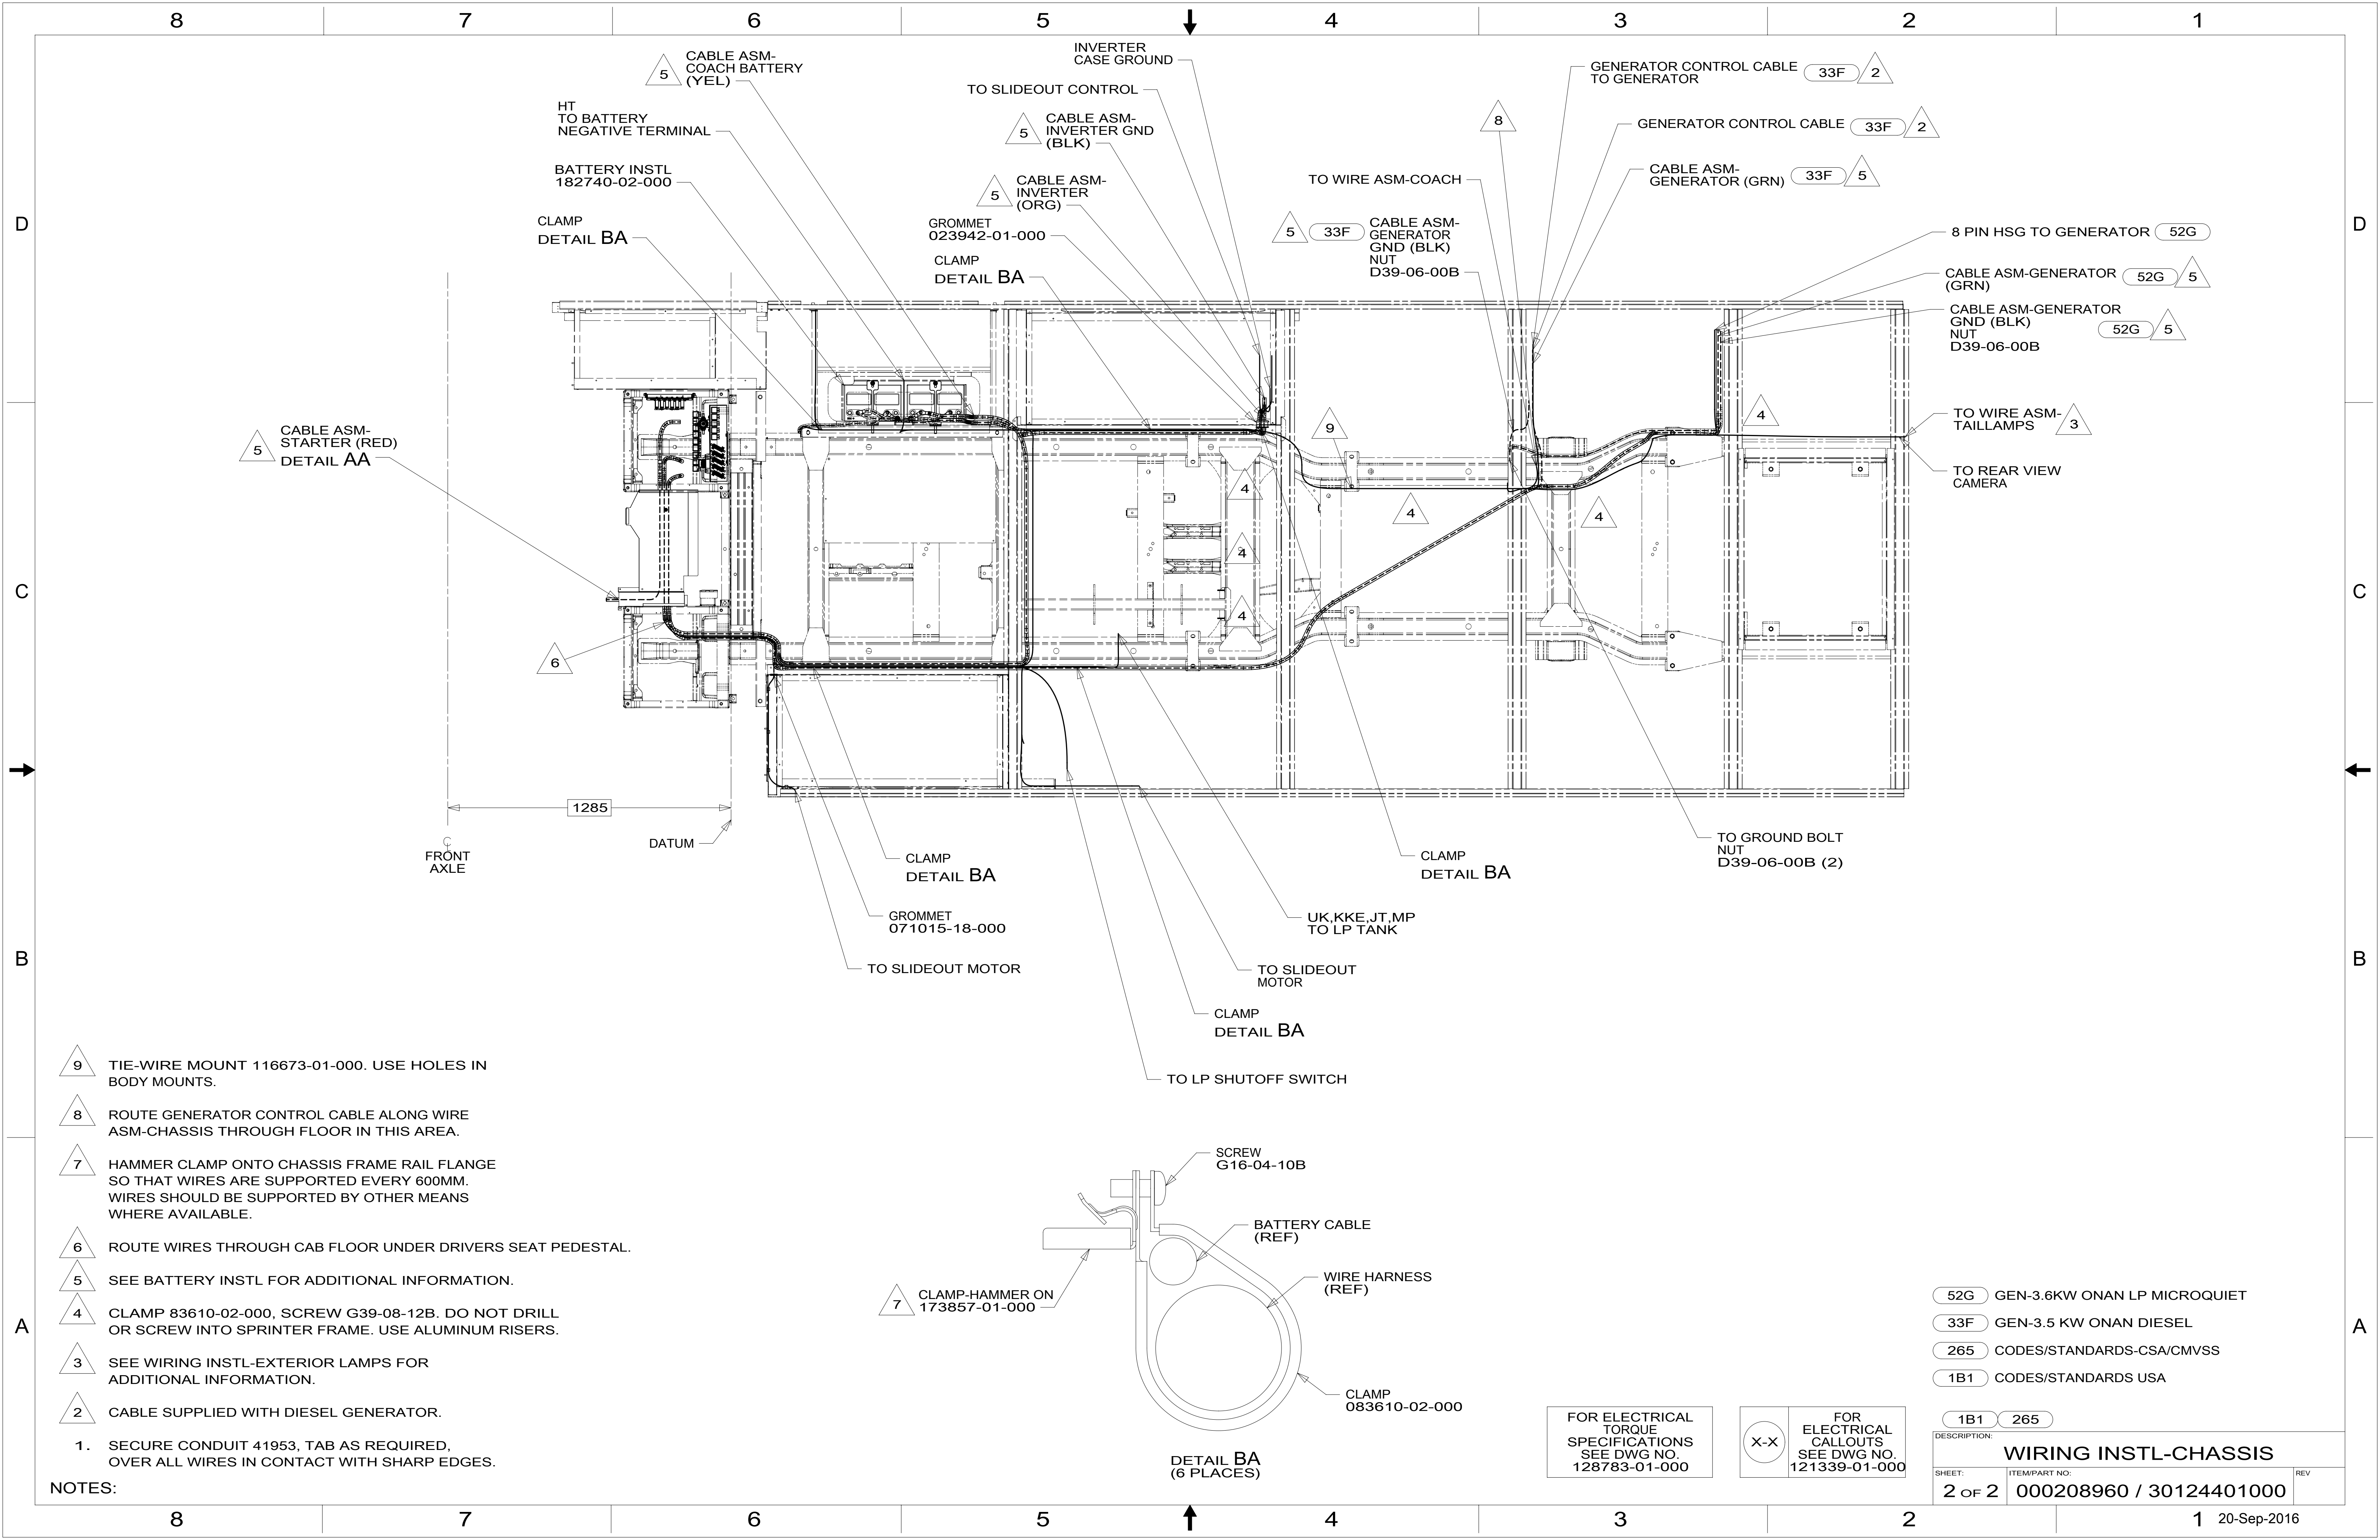 8 7 6 5 4 3 2 1
D
C
B
A
D
C
B
A
5
CABLE ASM-
COACH BATTERY
(YEL)
HT
TO BATTERY
NEGATIVE TERMINAL
BATTERY INSTL
182740-02-000
CLAMP
DETAIL BA
INVERTER
CASE GROUND
TO SLIDEOUT CONTROL
5
CABLE ASM-
INVERTER GND
(BLK)
5
CABLE ASM-
INVERTER
(ORG)
GROMMET
023942-01-000
CLAMP
DETAIL BA
GENERATOR CONTROL CABLE
TO GENERATOR
33F
2
8
GENERATOR CONTROL CABLE
33F
2
CABLE ASM-
GENERATOR (GRN)
33F
5
TO WIRE ASM-COACH
5
33F
CABLE ASM-
GENERATOR
GND (BLK)
NUT
D39-06-00B
8 PIN HSG TO GENERATOR
52G
CABLE ASM-GENERATOR
(GRN)
52G
5
CABLE ASM-GENERATOR
GND (BLK)
NUT
D39-06-00B
52G
5
4
TO WIRE ASM-
TAILLAMPS
3
TO REAR VIEW
CAMERA
5
CABLE ASM-
STARTER (RED)
DETAIL AA
9
4
4
4
4
4
6
1285
FRONT
AXLE
DATUM
CLAMP
DETAIL BA
GROMMET
071015-18-000
TO SLIDEOUT MOTOR
CLAMP
DETAIL BA
TO GROUND BOLT
NUT
D39-06-00B (2)
UK,KKE,JT,MP
TO LP TANK
TO SLIDEOUT
MOTOR
CLAMP
DETAIL BA
TO LP SHUTOFF SWITCH
9 TIE-WIRE MOUNT 116673-01-000. USE HOLES IN
BODY MOUNTS.
8 ROUTE GENERATOR CONTROL CABLE ALONG WIRE
ASM-CHASSIS THROUGH FLOOR IN THIS AREA.
7 HAMMER CLAMP ONTO CHASSIS FRAME RAIL FLANGE
SO THAT WIRES ARE SUPPORTED EVERY 600MM.
WIRES SHOULD BE SUPPORTED BY OTHER MEANS
WHERE AVAILABLE.
6 ROUTE WIRES THROUGH CAB FLOOR UNDER DRIVERS SEAT PEDESTAL.
5 SEE BATTERY INSTL FOR ADDITIONAL INFORMATION.
4 CLAMP 83610-02-000, SCREW G39-08-12B. DO NOT DRILL
OR SCREW INTO SPRINTER FRAME. USE ALUMINUM RISERS.
3 SEE WIRING INSTL-EXTERIOR LAMPS FOR
ADDITIONAL INFORMATION.
2 CABLE SUPPLIED WITH DIESEL GENERATOR.
1. SECURE CONDUIT 41953, TAB AS REQUIRED,
OVER ALL WIRES IN CONTACT WITH SHARP EDGES.
NOTES:
SCREW
G16-04-10B
BATTERY CABLE
(REF)
WIRE HARNESS
(REF)
7
CLAMP-HAMMER ON
173857-01-000
CLAMP
083610-02-000
DETAIL BA
(6 PLACES)
52G GEN-3.6KW ONAN LP MICROQUIET
33F GEN-3.5 KW ONAN DIESEL
265 CODES/STANDARDS-CSA/CMVSS
1B1 CODES/STANDARDS USA
1B1 265
FOR ELECTRICAL
TORQUE
SPECIFICATIONS
SEE DWG NO.
128783-01-000
X-X
FOR
ELECTRICAL
CALLOUTS
SEE DWG NO.
121339-01-000
DESCRIPTION:
WIRING INSTL-CHASSIS
SHEET:
2 OF 2
ITEM/PART NO:
000208960 / 30124401000
REV
8 7 6 5 4 3 2 1
20-Sep-2016